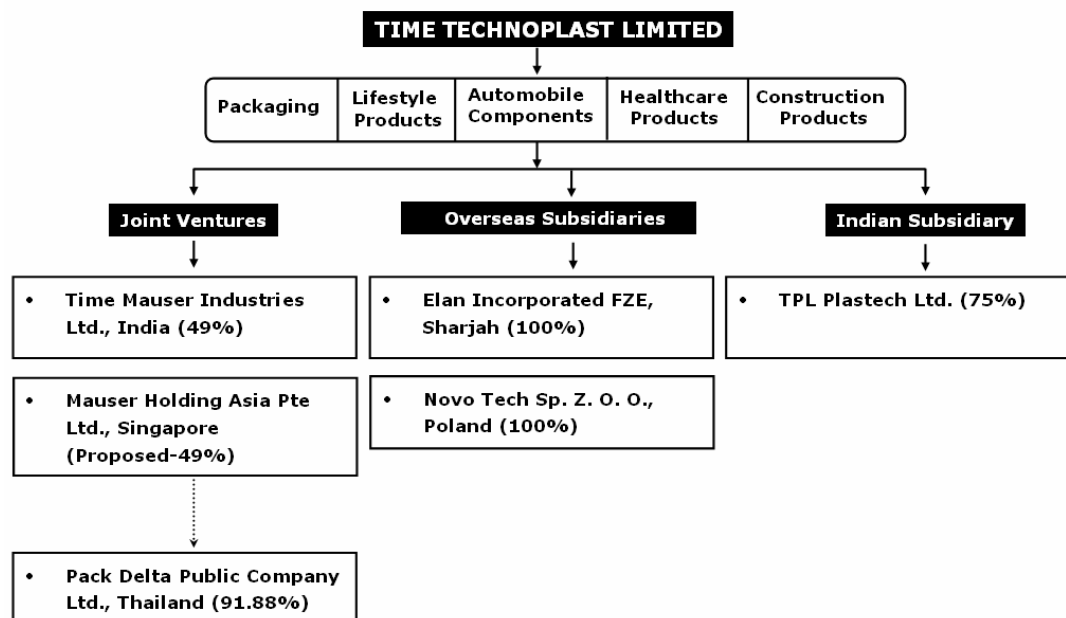 TIME TECHNOPLAST LIMITED
Packaging
Lifestyle
Products
Automobile
Components
Healthcare
Products
Construction
Products
Joint Ventures
Overseas Subsidiaries
Indian Subsidiary
• Time Mauser Industries
Ltd., India (49%)
• Elan Incorporated FZE,
Sharjah (100%)
• TPL Plastech Ltd. (75%)
• Mauser Holding Asia Pte
Ltd., Singapore
(Proposed-49%)
• Novo Tech Sp. Z. O. O.,
Poland (100%)
• Pack Delta Public Company
Ltd., Thailand (91.88%)